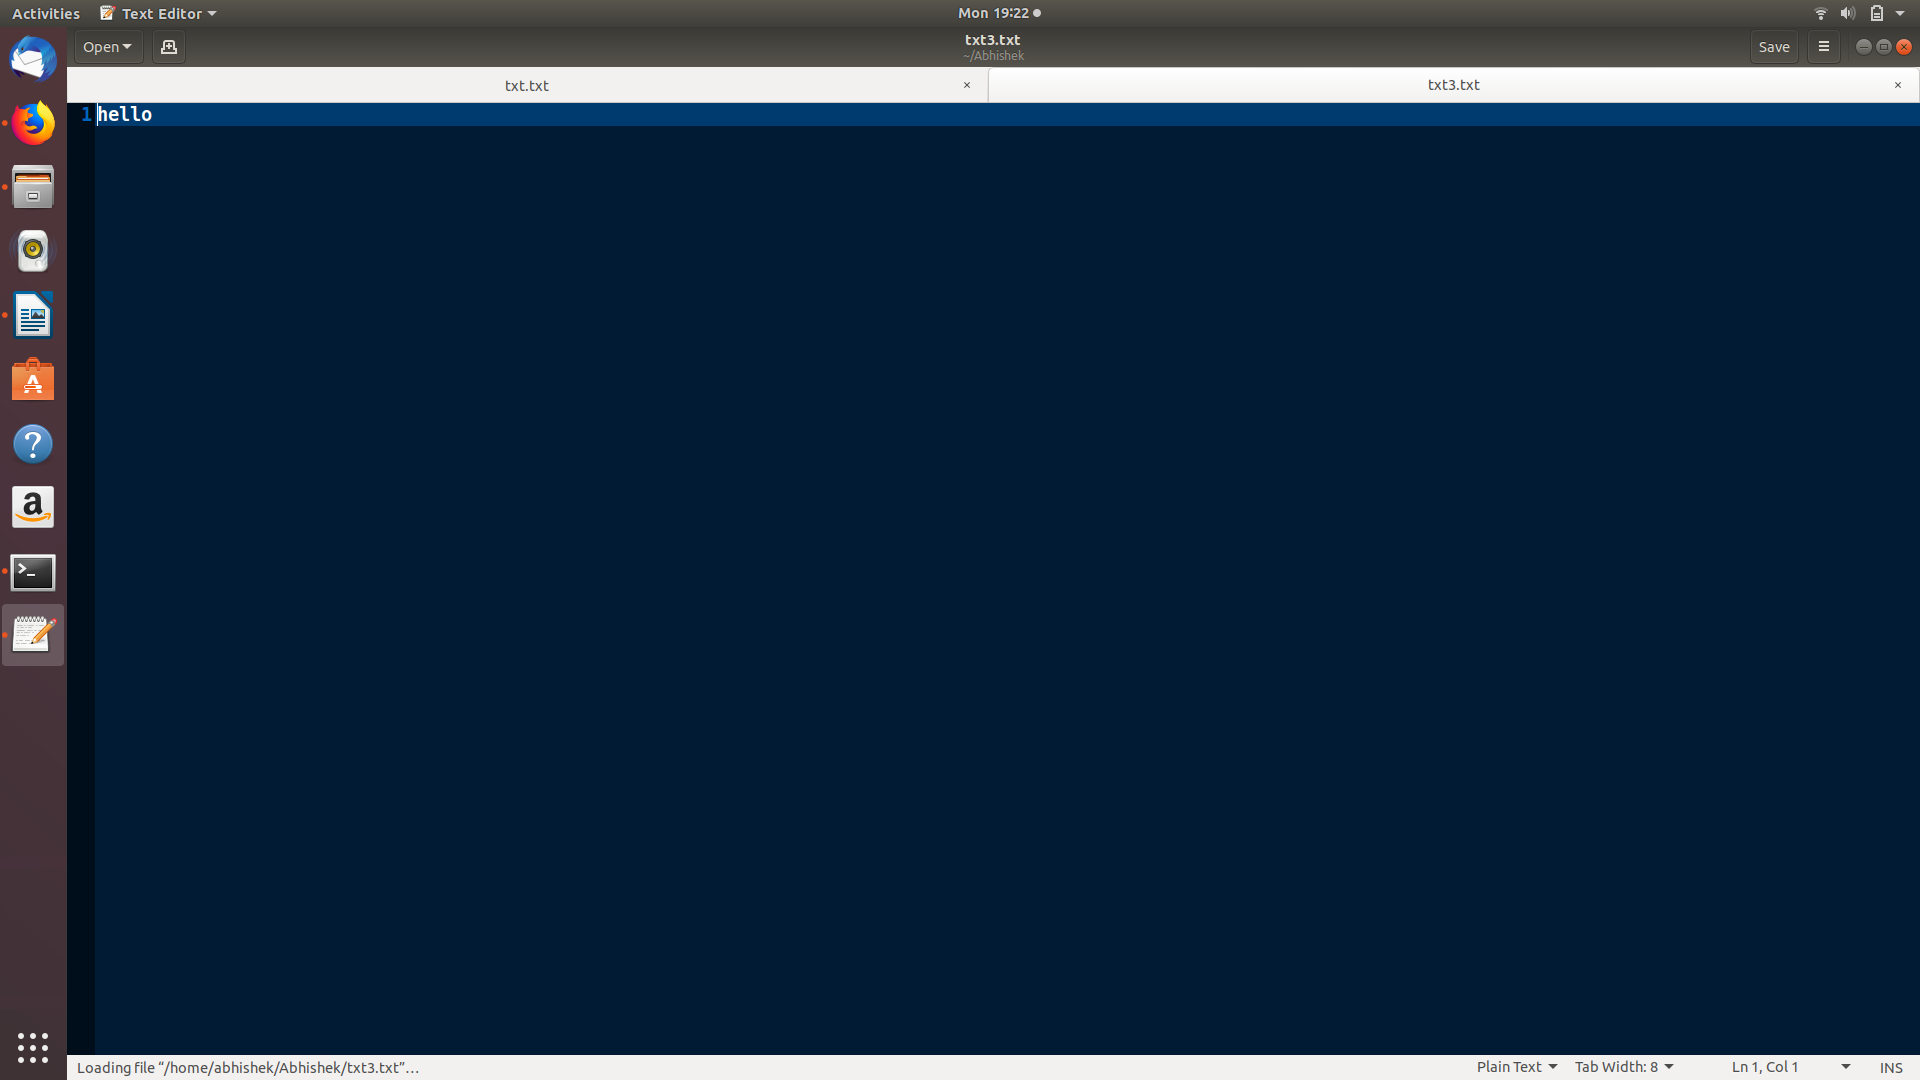 Activities Text Editor Mon 19:22
Open txt3.txt Save
~/Abhishek
txt.txt × txt3.txt ×
1 hello
Loading file “/home/abhishek/Abhishek/txt3.txt”… Plain Text Tab Width: 8 Ln 1, Col 1 INS